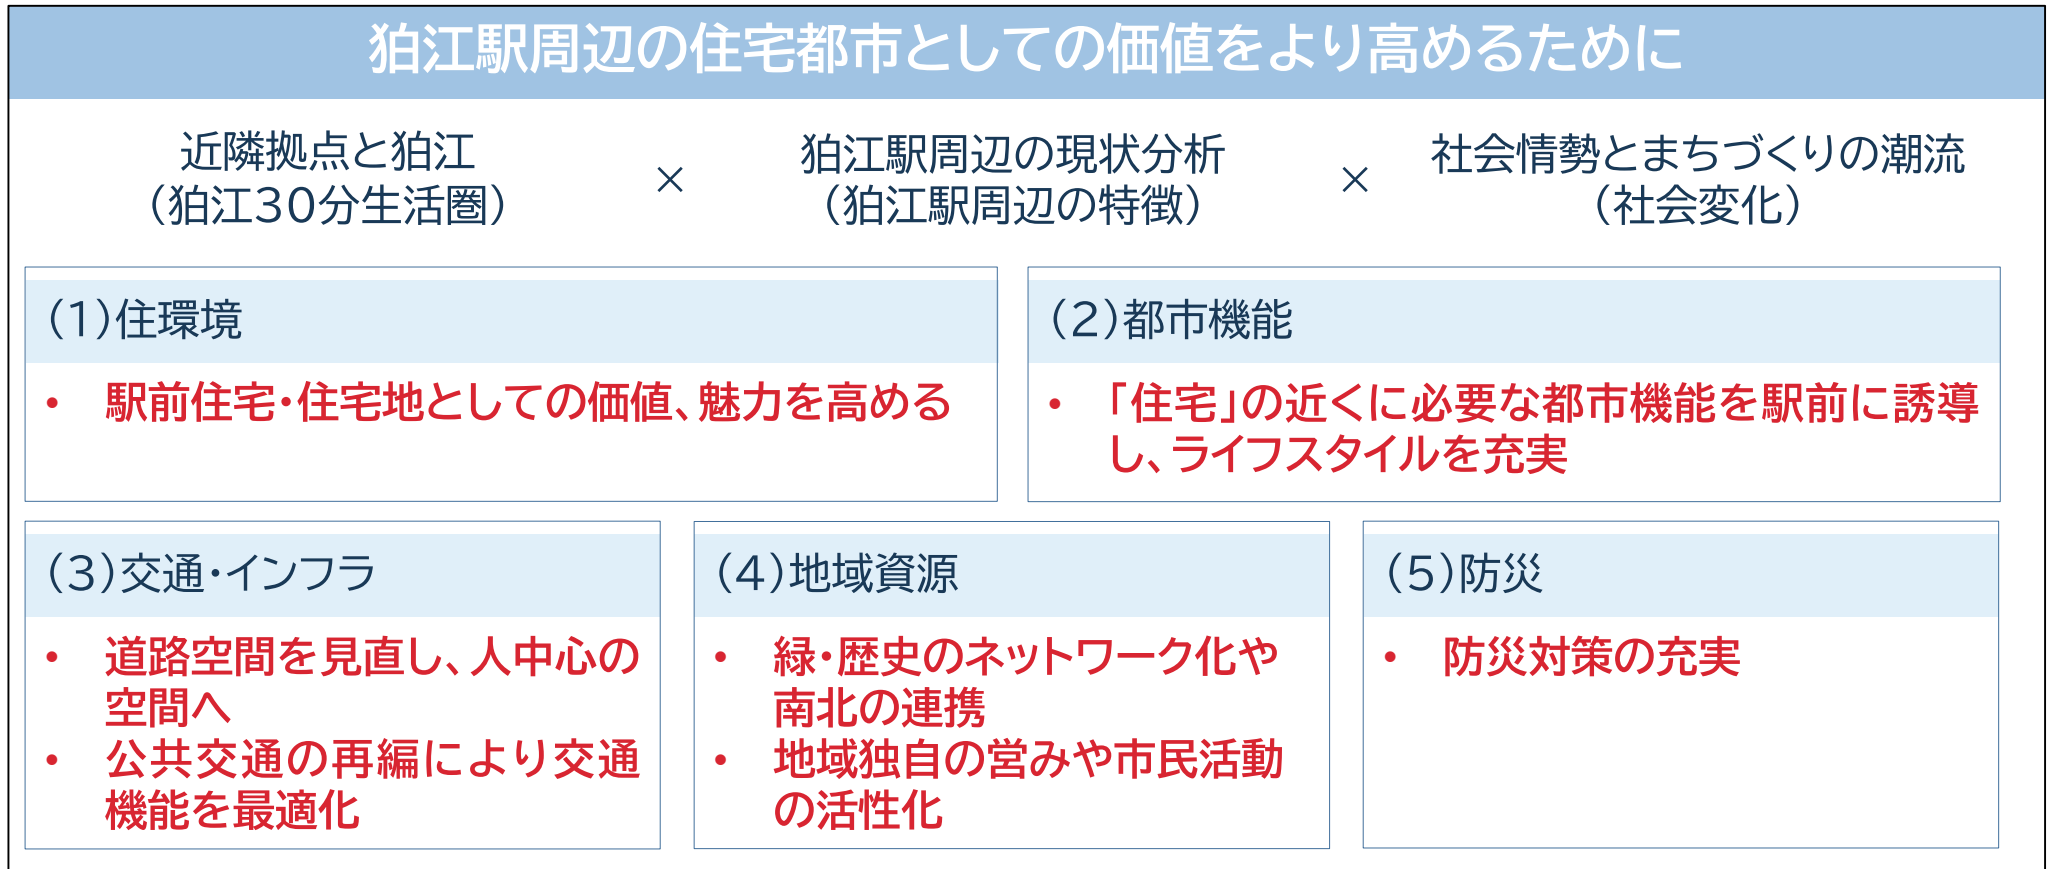 狛江駅周辺の住宅都市としての価値をより高めるために
近隣拠点と狛江
（狛江３０分生活圏）
×
狛江駅周辺の現状分析
（狛江駅周辺の特徴）
×
社会情勢とまちづくりの潮流
（社会変化）
（１）住環境
• 駅前住宅・住宅地としての価値、魅力を高める
（２）都市機能
• 「住宅」の近くに必要な都市機能を駅前に誘導
し、ライフスタイルを充実
（３）交通・インフラ
• 道路空間を見直し、人中心の
空間へ
• 公共交通の再編により交通
機能を最適化
（４）地域資源
• 緑・歴史のネットワーク化や
南北の連携
• 地域独自の営みや市民活動
の活性化
（５）防災
• 防災対策の充実